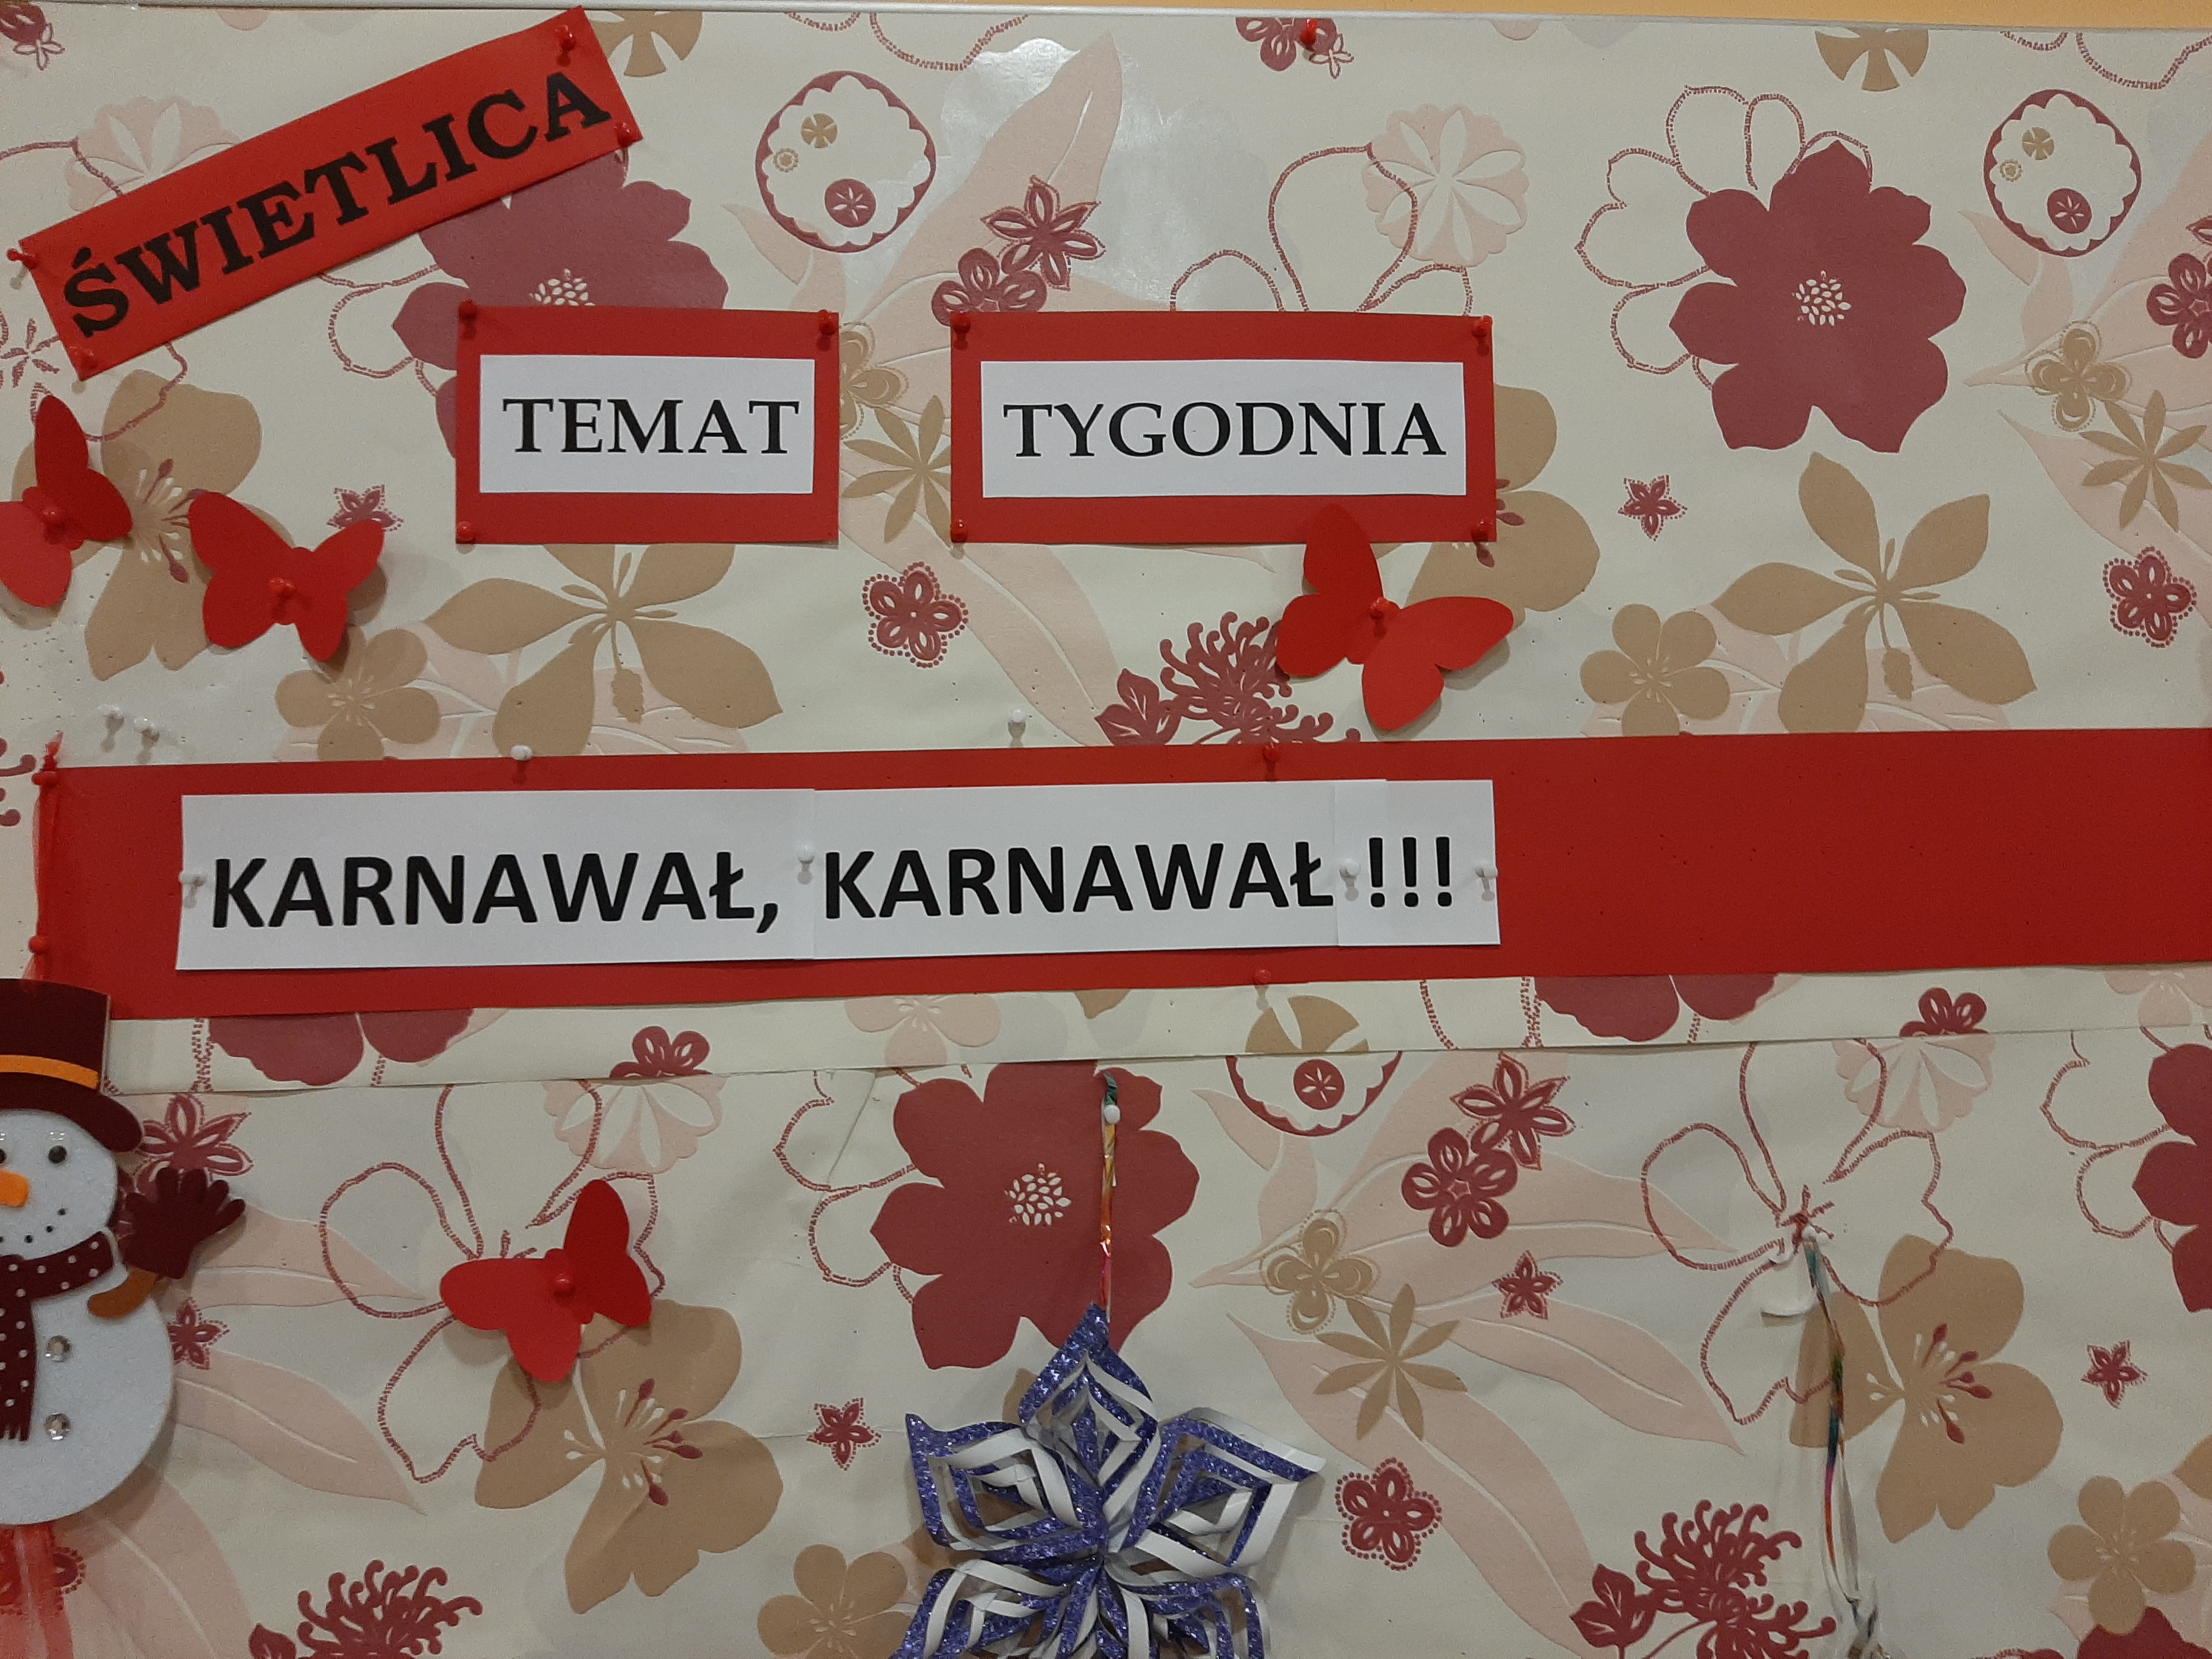 ŚWIETLICA
TEMAT TYGODNIA
KARNAWAŁ, KARNAWAŁ !!!